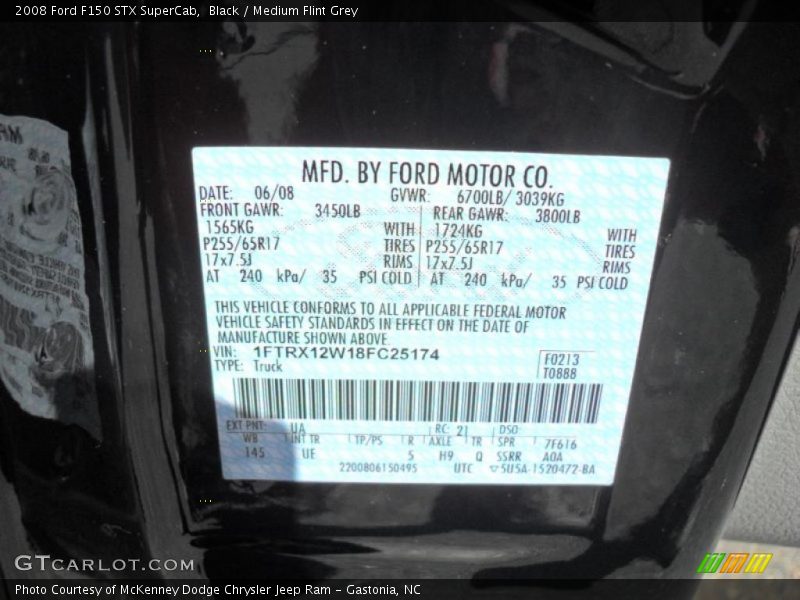 2008 Ford F150 STX SuperCab, Black / Medium Flint Grey
MFD. BY FORD MOTOR CO.
DATE: 06/08 GVWR: 6700LB/ 3039KG
FRONT GAWR: 3450LB REAR GAWR: 3800LB
1565KG WITH 1724KG WITH
P255/65R17 TIRES P255/65R17 TIRES
17x7.5J RIMS 17x7.5J RIMS
AT 240 kPa/ 35 PSI COLD AT 240 kPa/ 35 PSI COLD
THIS VEHICLE CONFORMS TO ALL APPLICABLE FEDERAL MOTOR
VEHICLE SAFETY STANDARDS IN EFFECT ON THE DATE OF
MANUFACTURE SHOWN ABOVE.
VIN: 1FTRX12W18FC25174 F0213
TYPE: Truck T0888
EXT PNT: UA RC: 21 DSO:
WB INT TR TP/PS R AXLE TR SPR 7F616
145 UE 5 H9 Q SSRR A0A
2200806150495 UTC 5U5A-1520472-BA
GTCARLOT.COM
Photo Courtesy of McKenney Dodge Chrysler Jeep Ram - Gastonia, NC